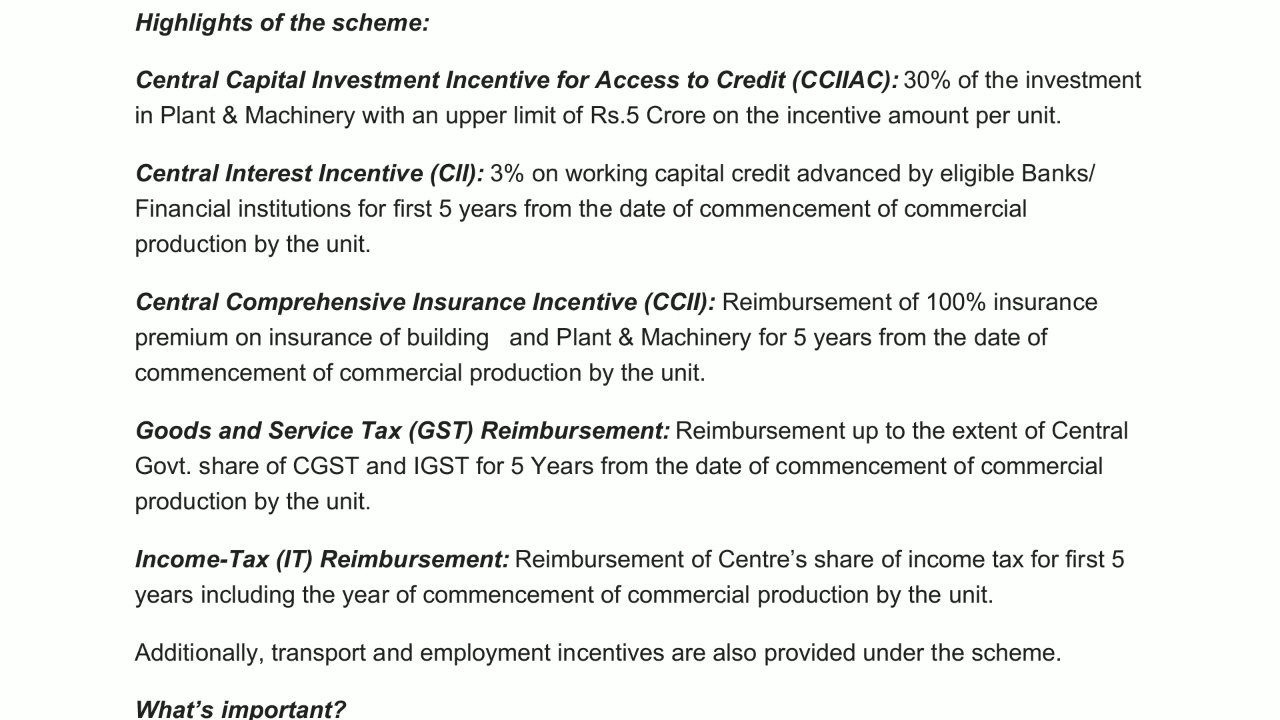 Highlights of the scheme:
Central Capital Investment Incentive for Access to Credit (CCIIAC): 30% of the investment
in Plant & Machinery with an upper limit of Rs.5 Crore on the incentive amount per unit.
Central Interest Incentive (CII): 3% on working capital credit advanced by eligible Banks/
Financial institutions for first 5 years from the date of commencement of commercial
production by the unit.
Central Comprehensive Insurance Incentive (CCII): Reimbursement of 100% insurance
premium on insurance of building   and Plant & Machinery for 5 years from the date of
commencement of commercial production by the unit.
Goods and Service Tax (GST) Reimbursement: Reimbursement up to the extent of Central
Govt. share of CGST and IGST for 5 Years from the date of commencement of commercial
production by the unit.
Income-Tax (IT) Reimbursement: Reimbursement of Centre’s share of income tax for first 5
years including the year of commencement of commercial production by the unit.
Additionally, transport and employment incentives are also provided under the scheme.
What’s important?